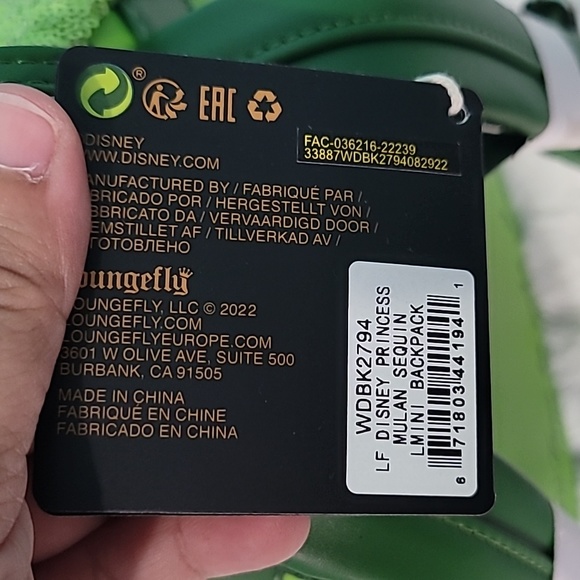 ® EAC
DISNEY
WWW.DISNEY.COM
FAC-036216-22239
33887WDBK2794082922
MANUFACTURED BY / FABRIQUÉ PAR /
FABRICADO POR / HERGESTELLT VON /
FABBRICATO DA / VERVAARDIGD DOOR /
FREMSTILLET AF / TILLVERKAD AV /
ИЗГОТОВЛЕНО
Loungefly
LOUNGEFLY, LLC © 2022
LOUNGEFLY.COM
LOUNGEFLYEUROPE.COM
3601 W OLIVE AVE, SUITE 500
BURBANK, CA 91505
MADE IN CHINA
FABRIQUÉ EN CHINE
FABRICADO EN CHINA
WDBK2794
LF DISNEY PRINCESS
MULAN SEQUIN
LMINI BACKPACK
6 71803 44194 1